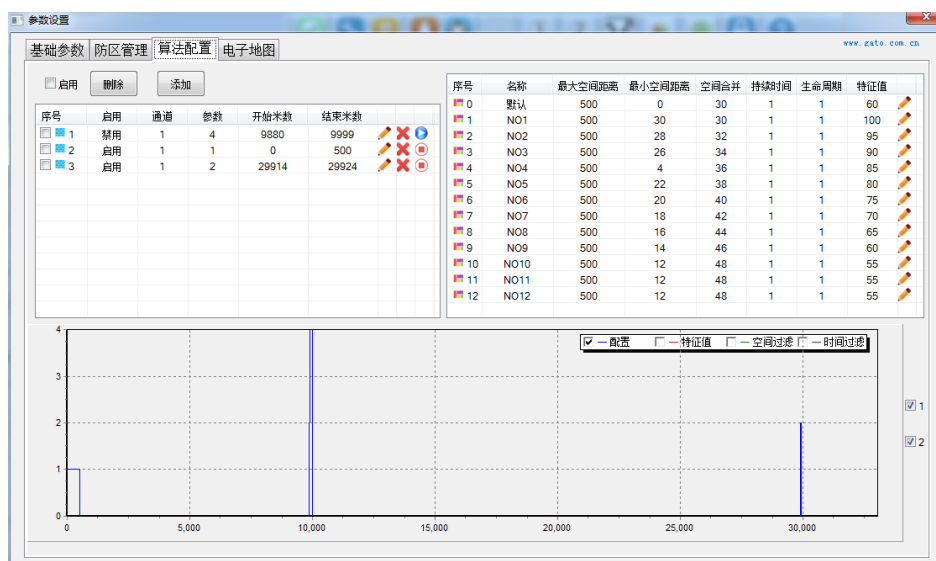 参数设置
基础参数 防区管理 算法配置 电子地图
www.gato.com.cn
启用 删除 添加
序号 启用 通道 参数 开始米数 结束米数
1 禁用 1 4 9880 9999
2 启用 1 1 0 500
3 启用 1 2 29914 29924
序号 名称 最大空间距离 最小空间距离 空间合并 持续时间 生命周期 特征值
0 默认 500 0 30 1 1 60
1 NO1 500 30 30 1 1 100
2 NO2 500 28 32 1 1 95
3 NO3 500 26 34 1 1 90
4 NO4 500 4 36 1 1 85
5 NO5 500 22 38 1 1 80
6 NO6 500 20 40 1 1 75
7 NO7 500 18 42 1 1 70
8 NO8 500 16 44 1 1 65
9 NO9 500 14 46 1 1 60
10 NO10 500 12 48 1 1 55
11 NO11 500 12 48 1 1 55
12 NO12 500 12 48 1 1 55
配置 特征值 空间过滤 时间过滤
4
3
2
1
0
0 5,000 10,000 15,000 20,000 25,000 30,000
1
2